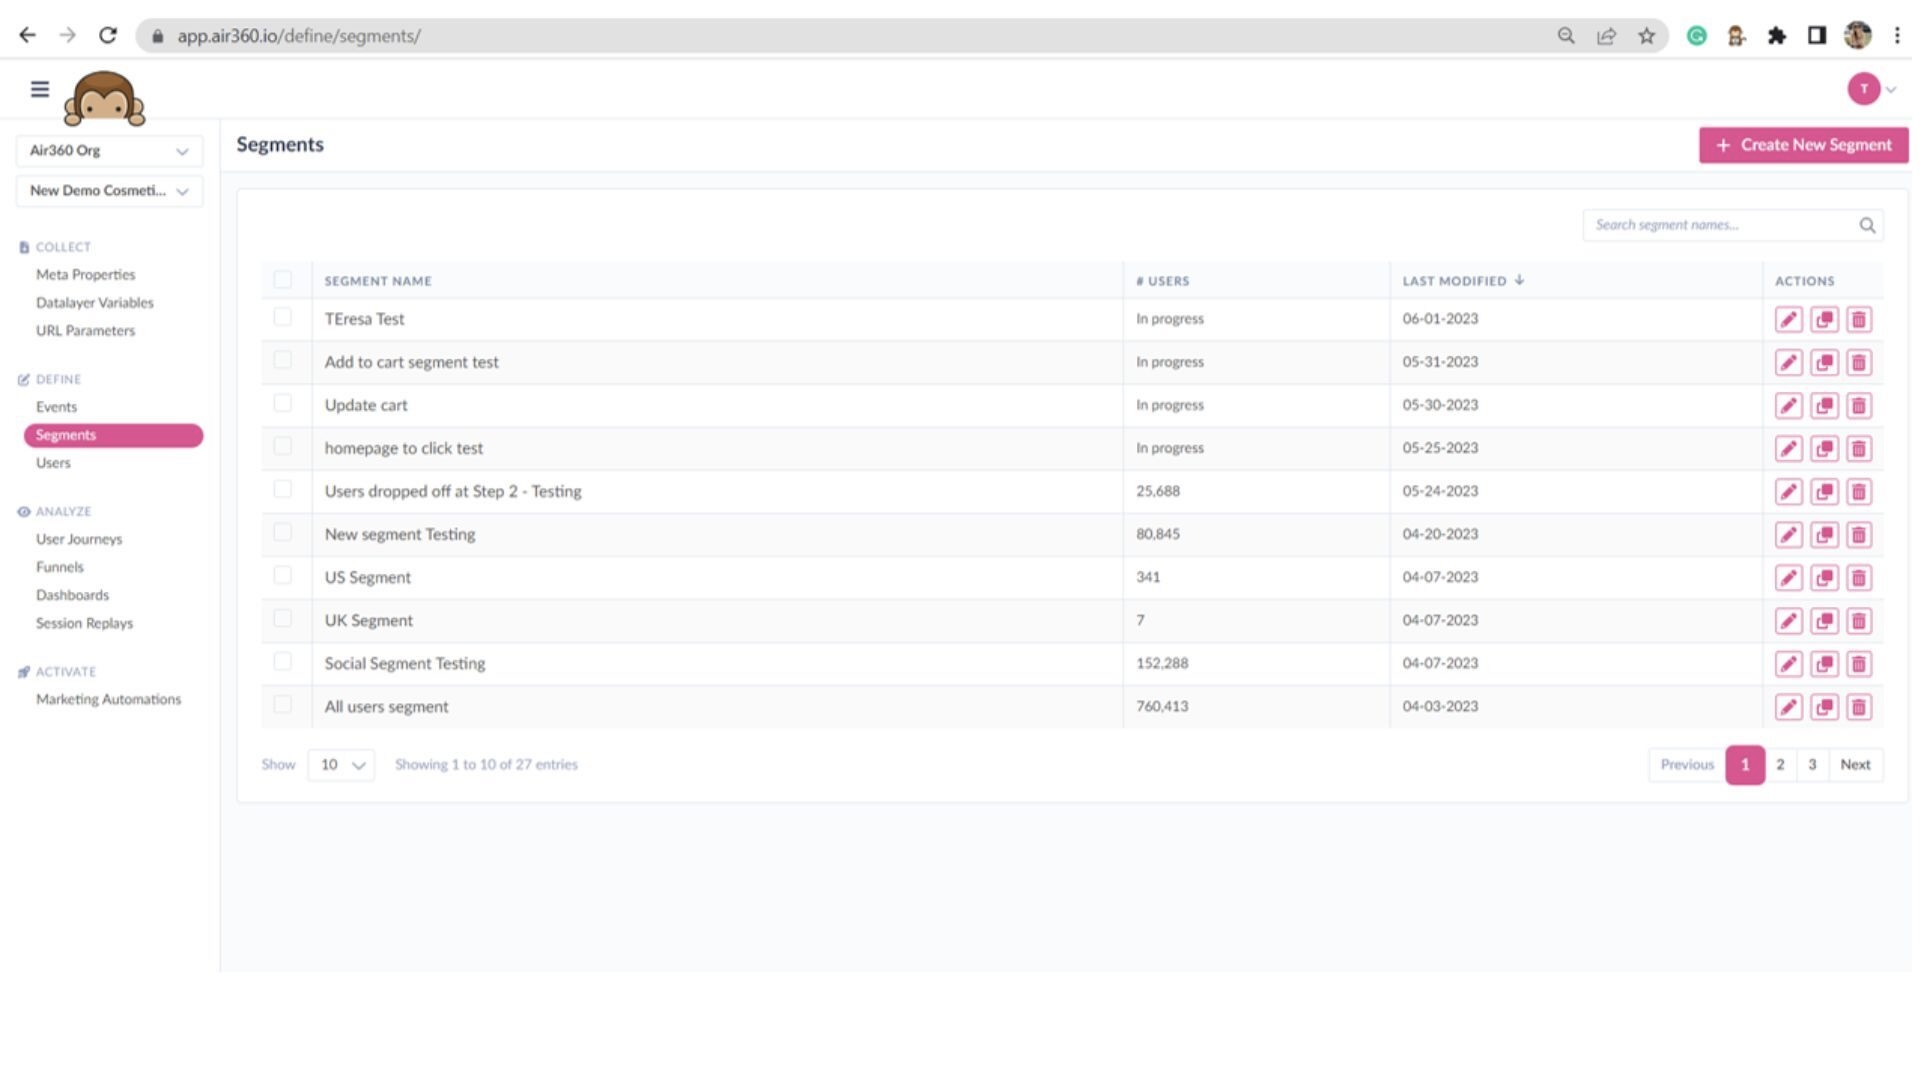 app.air360.io/define/segments/
T
Air360 Org
New Demo Cosmeti...
COLLECT
Meta Properties
Datalayer Variables
URL Parameters
DEFINE
Events
Segments
Users
ANALYZE
User Journeys
Funnels
Dashboards
Session Replays
ACTIVATE
Marketing Automations
Segments
+ Create New Segment
Search segment names...
SEGMENT NAME # USERS LAST MODIFIED ↓ ACTIONS
TEresa Test In progress 06-01-2023
Add to cart segment test In progress 05-31-2023
Update cart In progress 05-30-2023
homepage to click test In progress 05-25-2023
Users dropped off at Step 2 - Testing 25,688 05-24-2023
New segment Testing 80,845 04-20-2023
US Segment 341 04-07-2023
UK Segment 7 04-07-2023
Social Segment Testing 152,288 04-07-2023
All users segment 760,413 04-03-2023
Show 10 Showing 1 to 10 of 27 entries Previous 1 2 3 Next